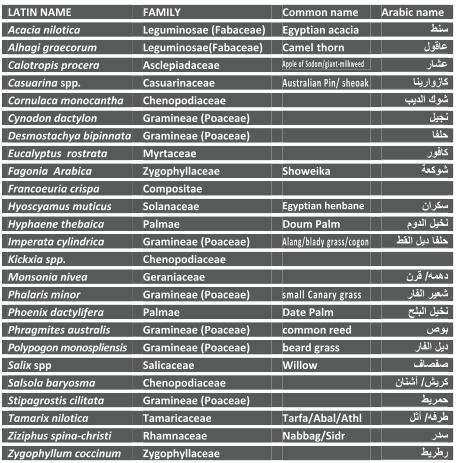 LATIN NAME FAMILY Common name Arabic name
Acacia nilotica Leguminosae (Fabaceae) Egyptian acacia سنط
Alhagi graecorum Leguminosae(Fabaceae) Camel thorn عاقول
Calotropis procera Asclepiadaceae Apple of Sodom/giant-milkweed عشار
Casuarina spp. Casuarinaceae Australian Pin/ sheoak كازوارينا
Cornulaca monocantha Chenopodiaceae شوك الديب
Cynodon dactylon Gramineae (Poaceae) نجيل
Desmostachya bipinnata Gramineae (Poaceae) حلفا
Eucalyptus rostrata Myrtaceae كافور
Fagonia Arabica Zygophyllaceae Showeika شوكعة
Francoeuria crispa Compositae
Hyoscyamus muticus Solanaceae Egyptian henbane سكران
Hyphaene thebaica Palmae Doum Palm نخيل الدوم
Imperata cylindrica Gramineae (Poaceae) Alang/blady grass/cogon حلفا ديل القط
Kickxia spp. Chenopodiaceae
Monsonia nivea Geraniaceae دهمه/ قرن
Phalaris minor Gramineae (Poaceae) small Canary grass شعير الفار
Phoenix dactylifera Palmae Date Palm نخيل البلح
Phragmites australis Gramineae (Poaceae) common reed بوص
Polypogon monospliensis Gramineae (Poaceae) beard grass ديل الفار
Salix spp Salicaceae Willow صفصاف
Salsola baryosma Chenopodiaceae كريش/ أشنان
Stipagrostis cilitata Gramineae (Poaceae) حمريط
Tamarix nilotica Tamaricaceae Tarfa/Abal/Athl طرفه/ أثل
Ziziphus spina-christi Rhamnaceae Nabbag/Sidr سدر
Zygophyllum coccinum Zygophyllaceae رطريط